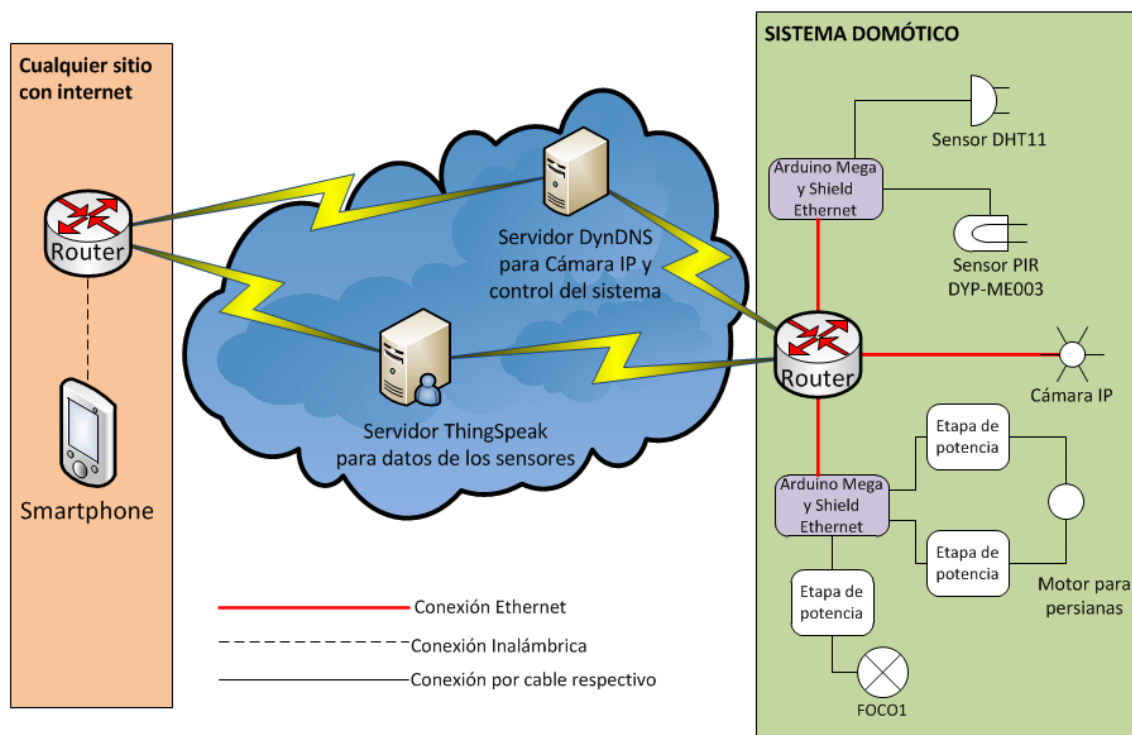 Cualquier sitio
con internet
Router
Smartphone
Servidor DynDNS
para Cámara IP y
control del sistema
Servidor ThingSpeak
para datos de los sensores
Conexión Ethernet
Conexión Inalámbrica
Conexión por cable respectivo
SISTEMA DOMÓTICO
Sensor DHT11
Arduino Mega
y Shield
Ethernet
Sensor PIR
DYP-ME003
Router
Cámara IP
Etapa de
potencia
Arduino Mega
y Shield
Ethernet
Etapa de
potencia
Etapa de
potencia
Motor para
persianas
FOCO1